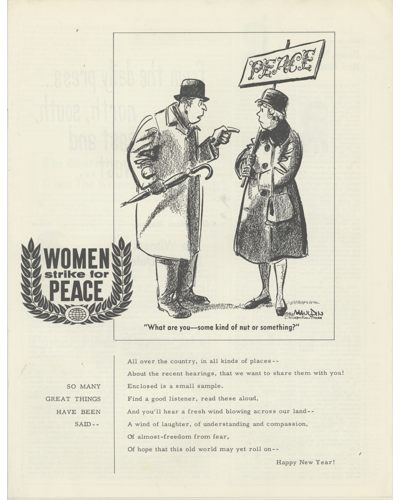 PEACE
WOMEN
strike for
PEACE
MAULDIN
"What are you--some kind of nut or something?"
SO MANY
GREAT THINGS
HAVE BEEN
SAID--
All over the country, in all kinds of places--
About the recent hearings, that we want to share them with you!
Enclosed is a small sample.
Find a good listener, read these aloud,
And you'll hear a fresh wind blowing across our land--
A wind of laughter, of understanding and compassion,
Of almost-freedom from fear,
Of hope that this old world may yet roll on--
Happy New Year!